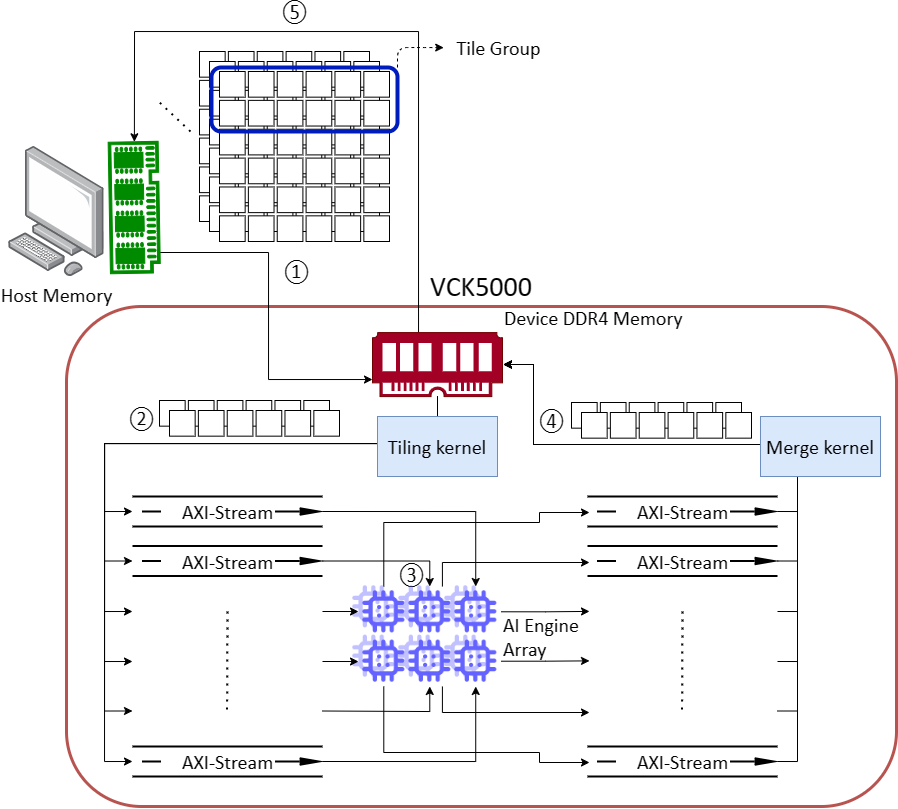 ⑤
Tile Group
①
Host Memory
VCK5000
Device DDR4 Memory
②
④
Tiling kernel
Merge kernel
AXI-Stream
AXI-Stream
AXI-Stream
AXI-Stream
③
AI Engine
Array
AXI-Stream
AXI-Stream